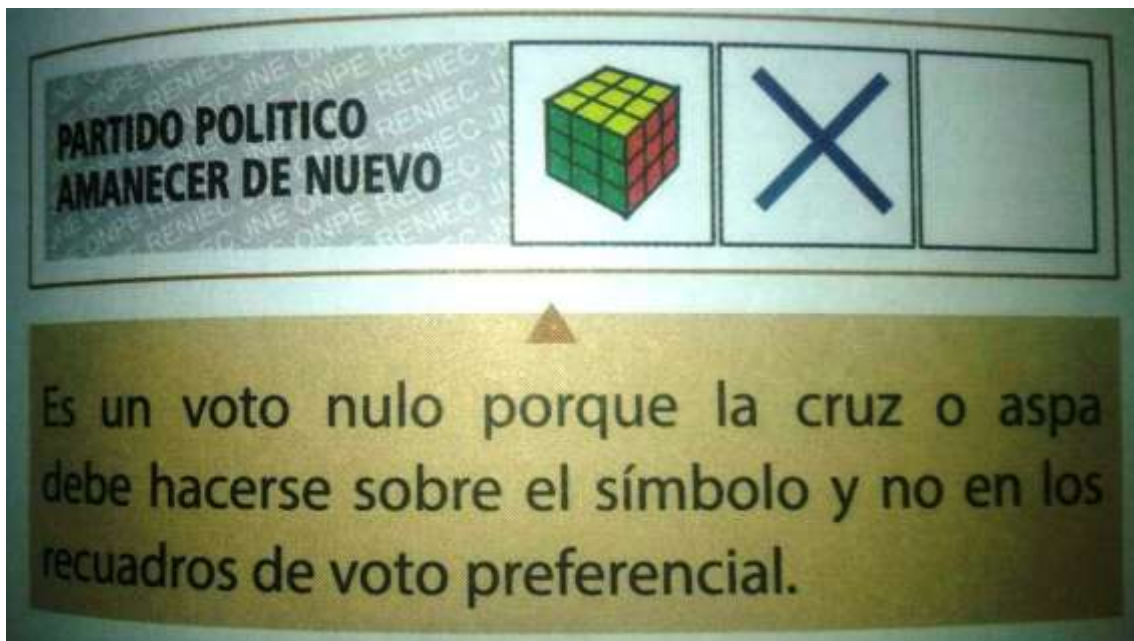 PARTIDO POLITICO
AMANECER DE NUEVO
Es un voto nulo porque la cruz o aspa
debe hacerse sobre el símbolo y no en los
recuadros de voto preferencial.